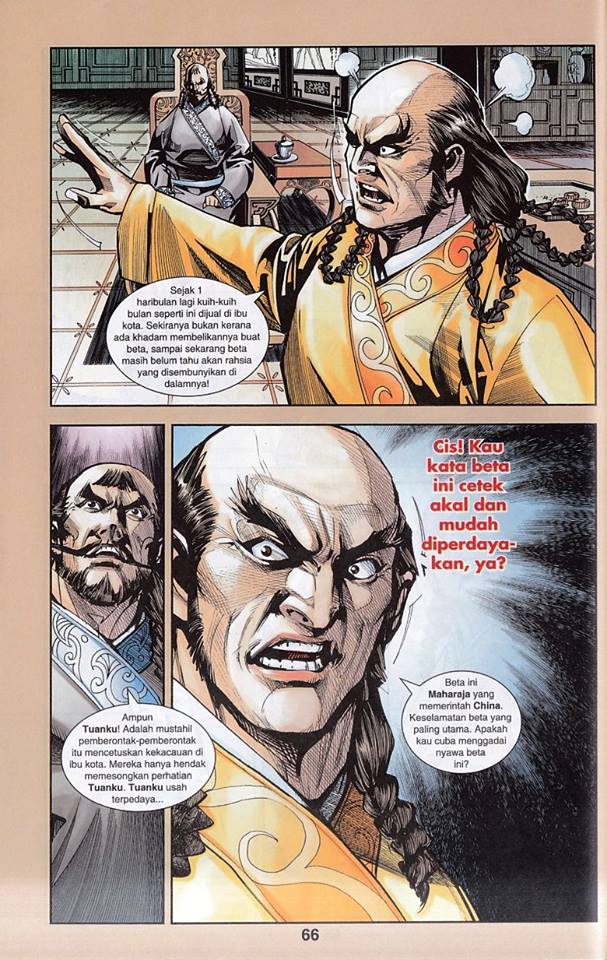 Sejak 1
haribulan lagi kuih-kuih
bulan seperti ini dijual di ibu
kota. Sekiranya bukan kerana
ada khadam membelikannya buat
beta, sampai sekarang beta
masih belum tahu akan rahsia
yang disembunyikan di
dalamnya!
Ampun
Tuanku! Adalah mustahil
pemberontak-pemberontak
itu mencetuskan kekacauan di
ibu kota. Mereka hanya hendak
memesongkan perhatian
Tuanku. Tuanku usah
terpedaya...
Cis! Kau
kata beta
ini cetek
akal dan
mudah
diperdaya-
kan, ya?
Beta ini
Maharaja yang
memerintah China.
Keselamatan beta yang
paling utama. Apakah
kau cuba menggadai
nyawa beta
ini?
66